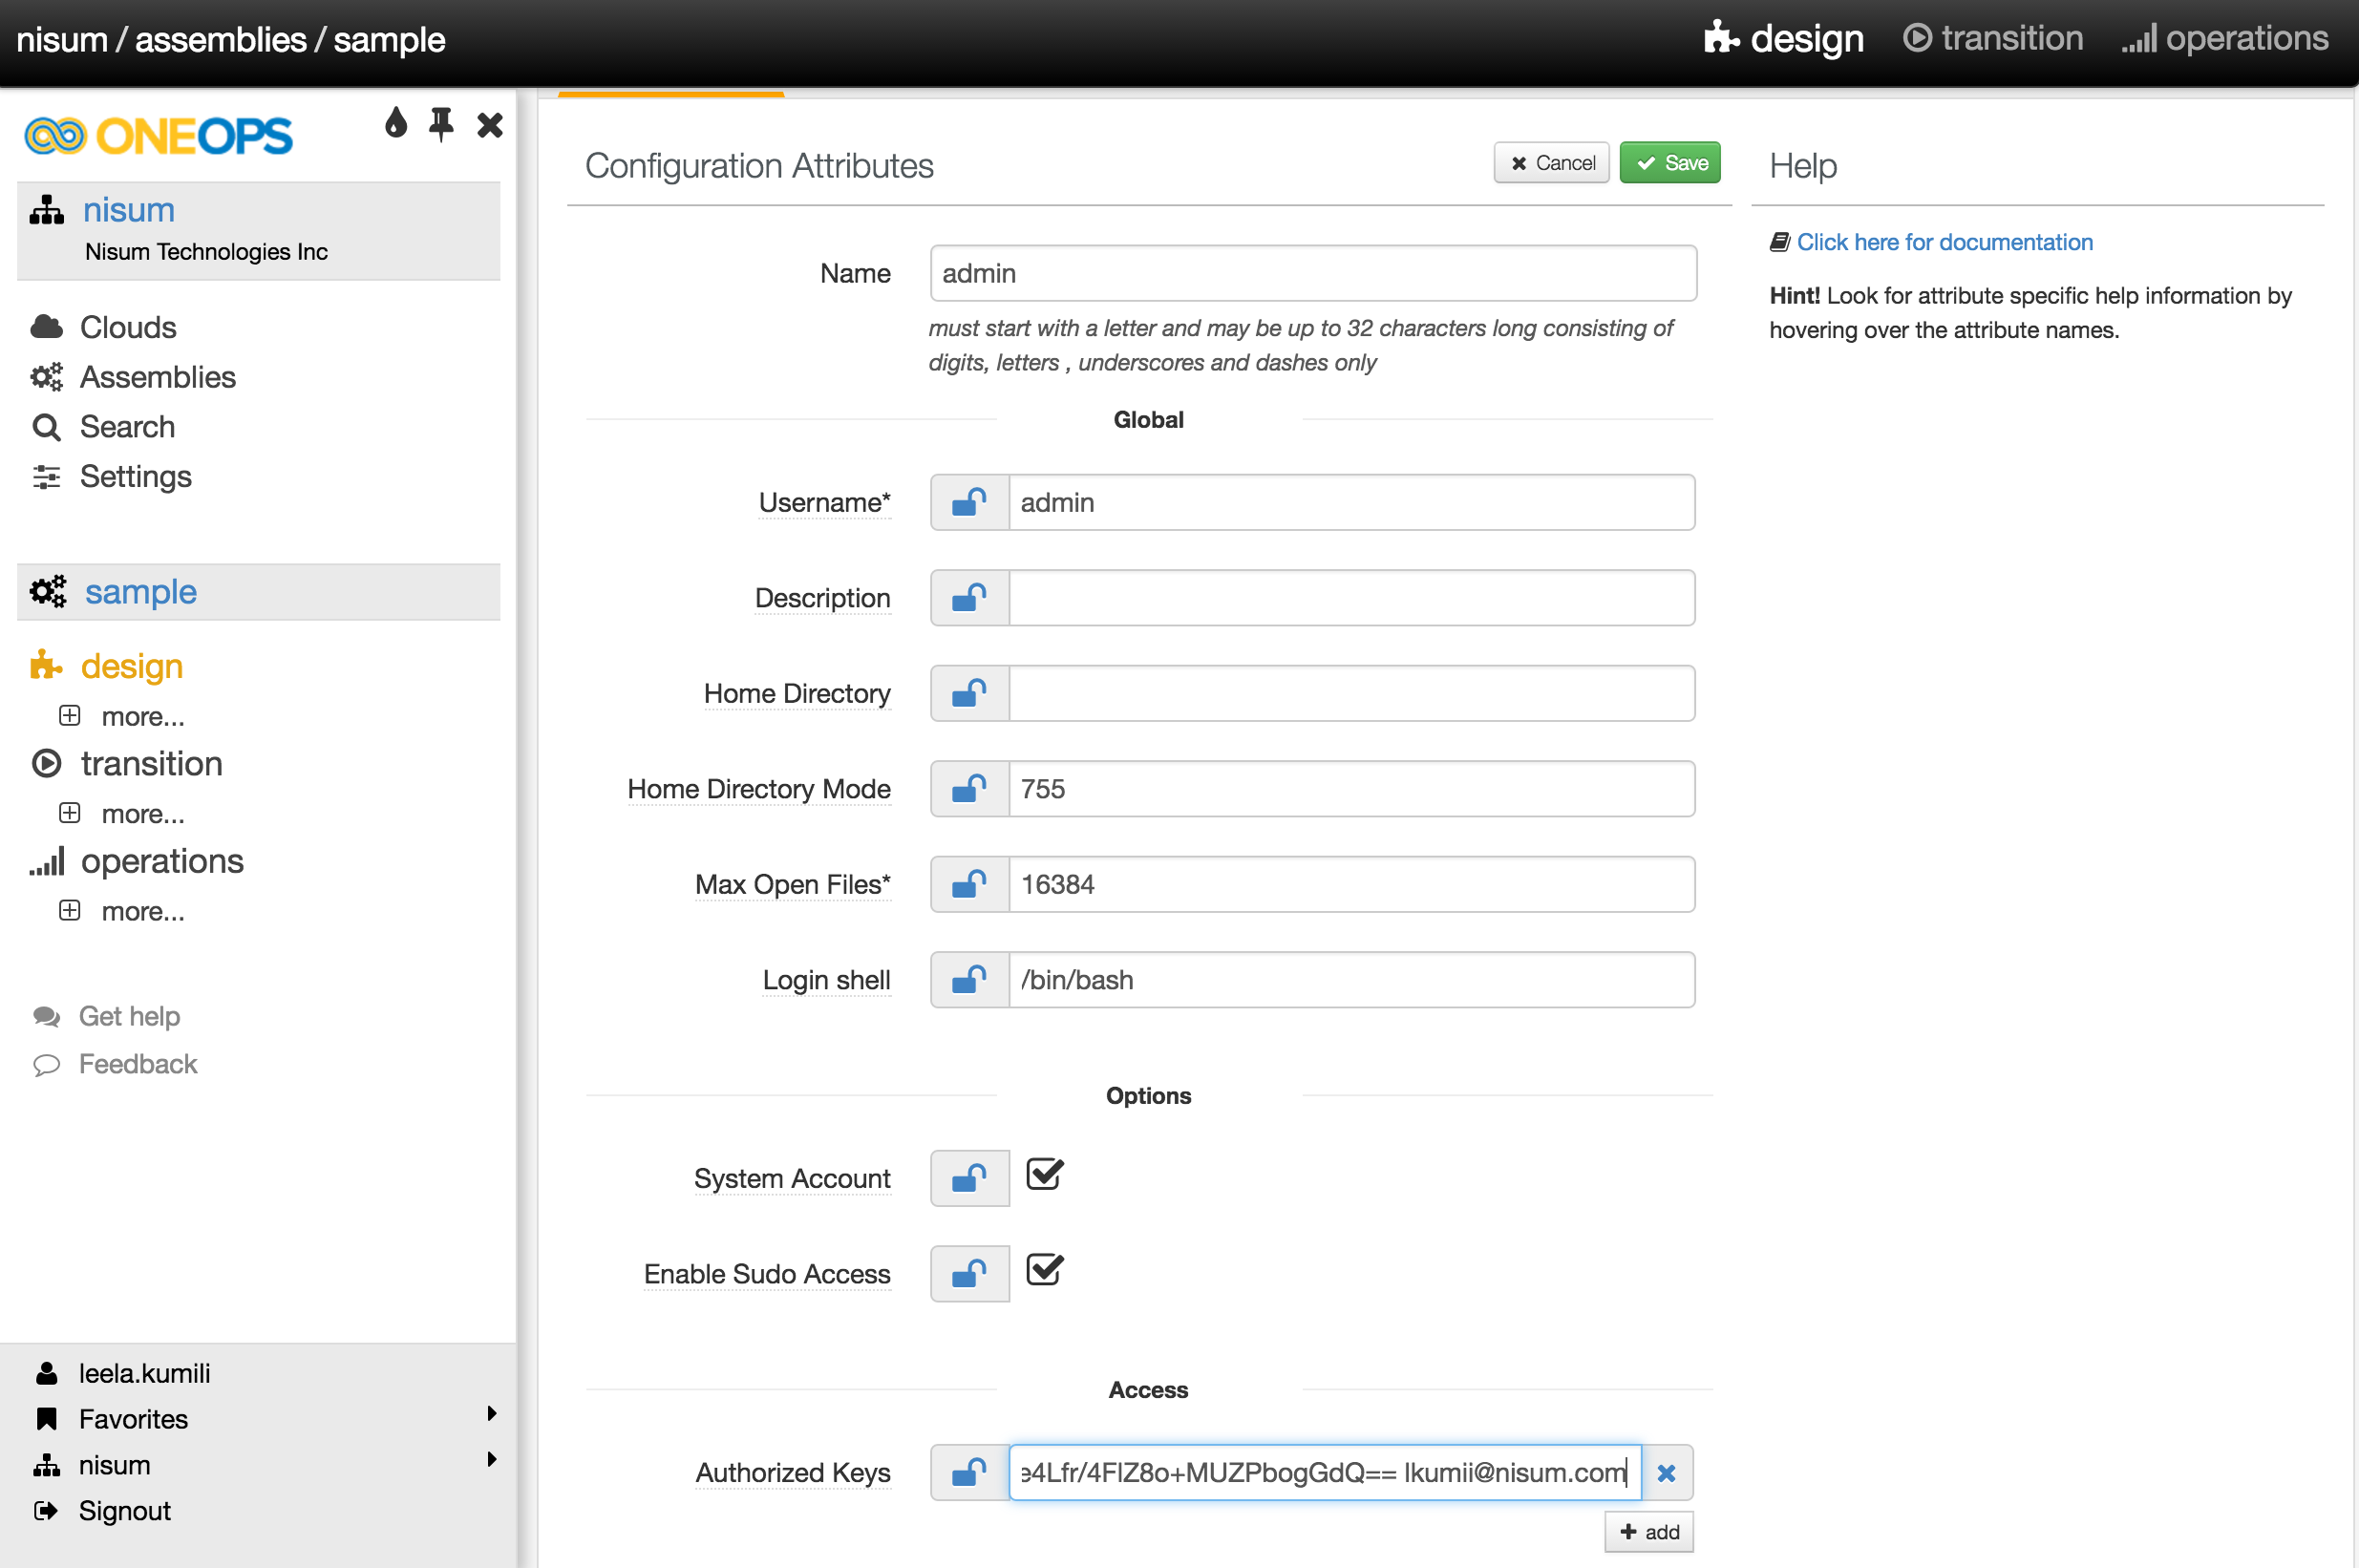 nisum / assemblies / sample
design
transition
operations
ONEOPS
nisum
Nisum Technologies Inc
Clouds
Assemblies
Search
Settings
sample
design
more...
transition
more...
operations
more...
Get help
Feedback
leela.kumili
Favorites
nisum
Signout
Configuration Attributes
Cancel
Save
Name
admin
must start with a letter and may be up to 32 characters long consisting of
digits, letters , underscores and dashes only
Global
Username*
admin
Description
Home Directory
Home Directory Mode
755
Max Open Files*
16384
Login shell
/bin/bash
Options
System Account
Enable Sudo Access
Access
Authorized Keys
e4Lfr/4FlZ8o+MUZPbogGdQ== lkumii@nisum.com
add
Help
Click here for documentation
Hint! Look for attribute specific help information by
hovering over the attribute names.